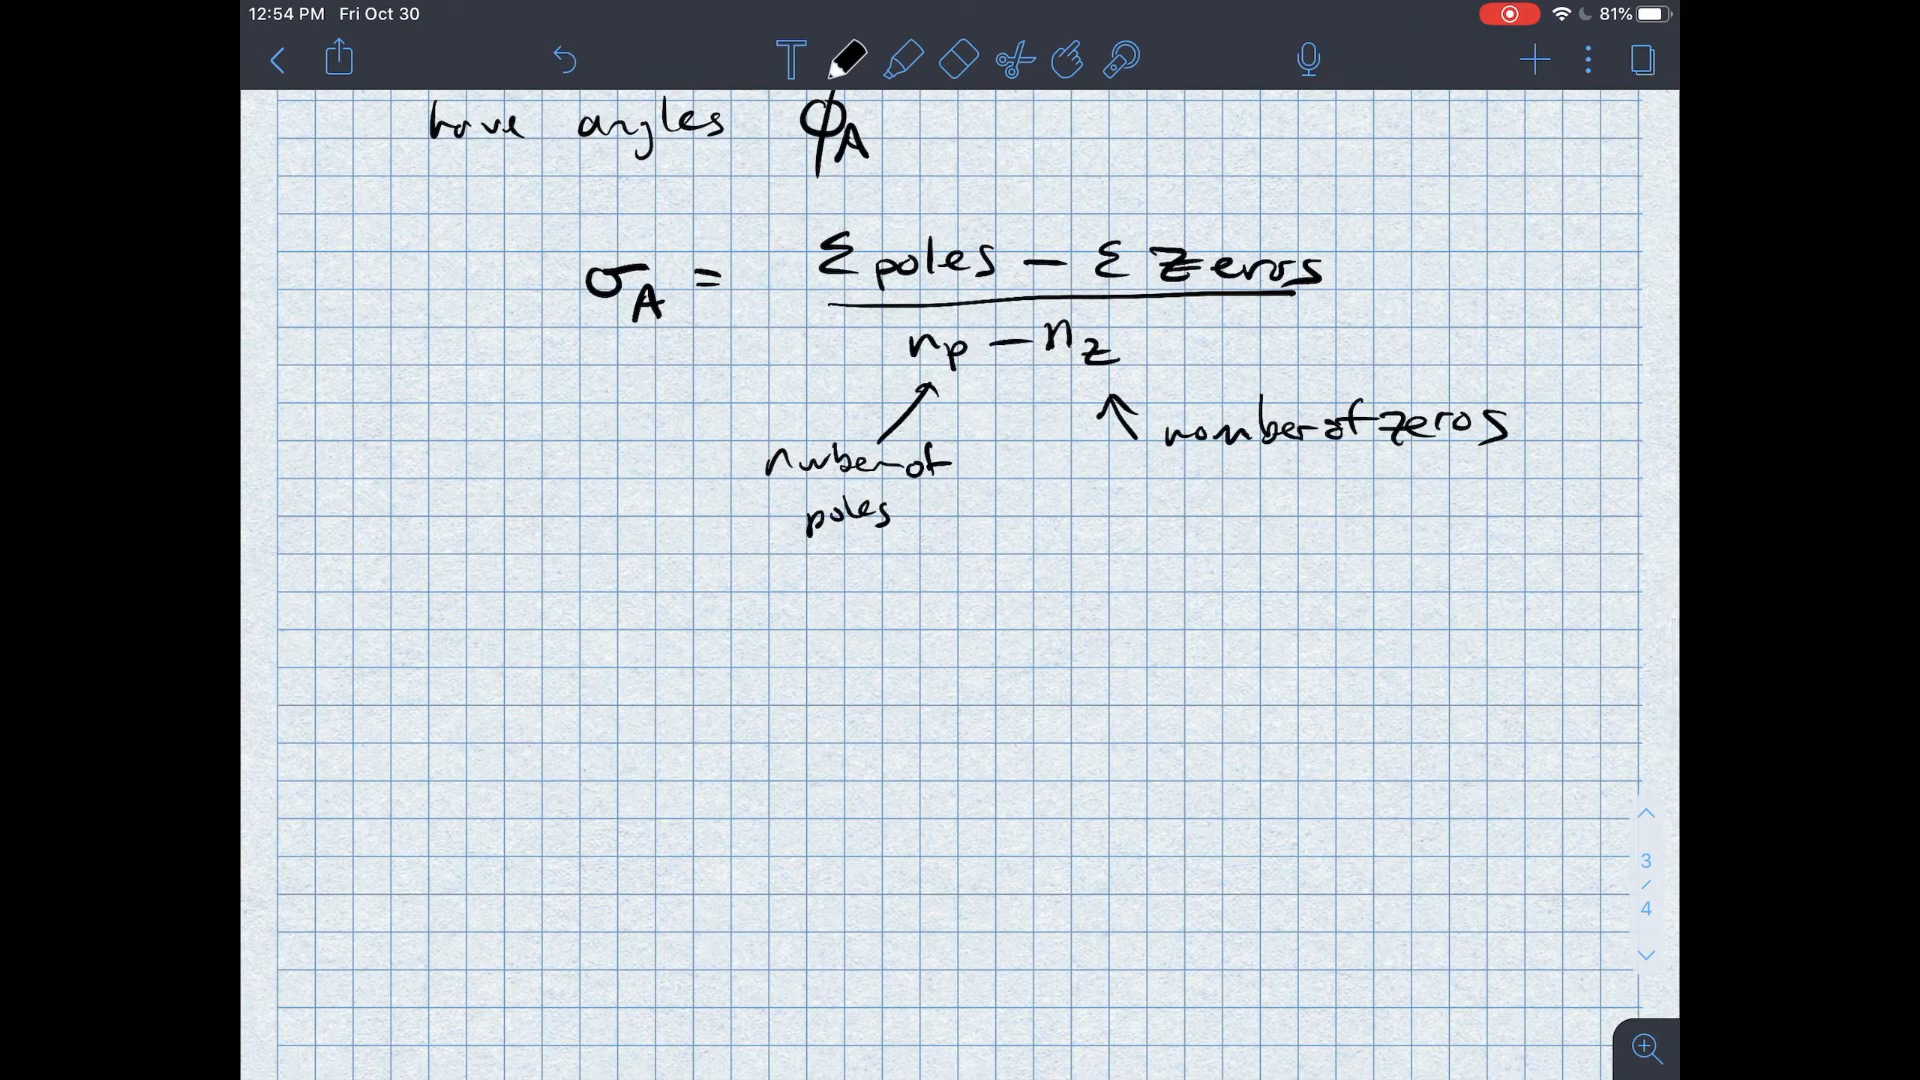 12:54 PM Fri Oct 30 81%
T
have angles ϕA
σA = Σ poles − Σ zeros
np − nz
number of zeros
number of
poles
3
/
4